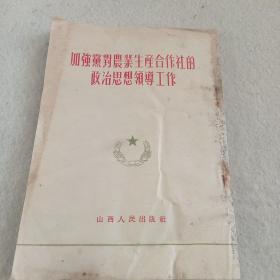 加強黨對農業生產合作社的
政治思想領導工作
山西人民出版社